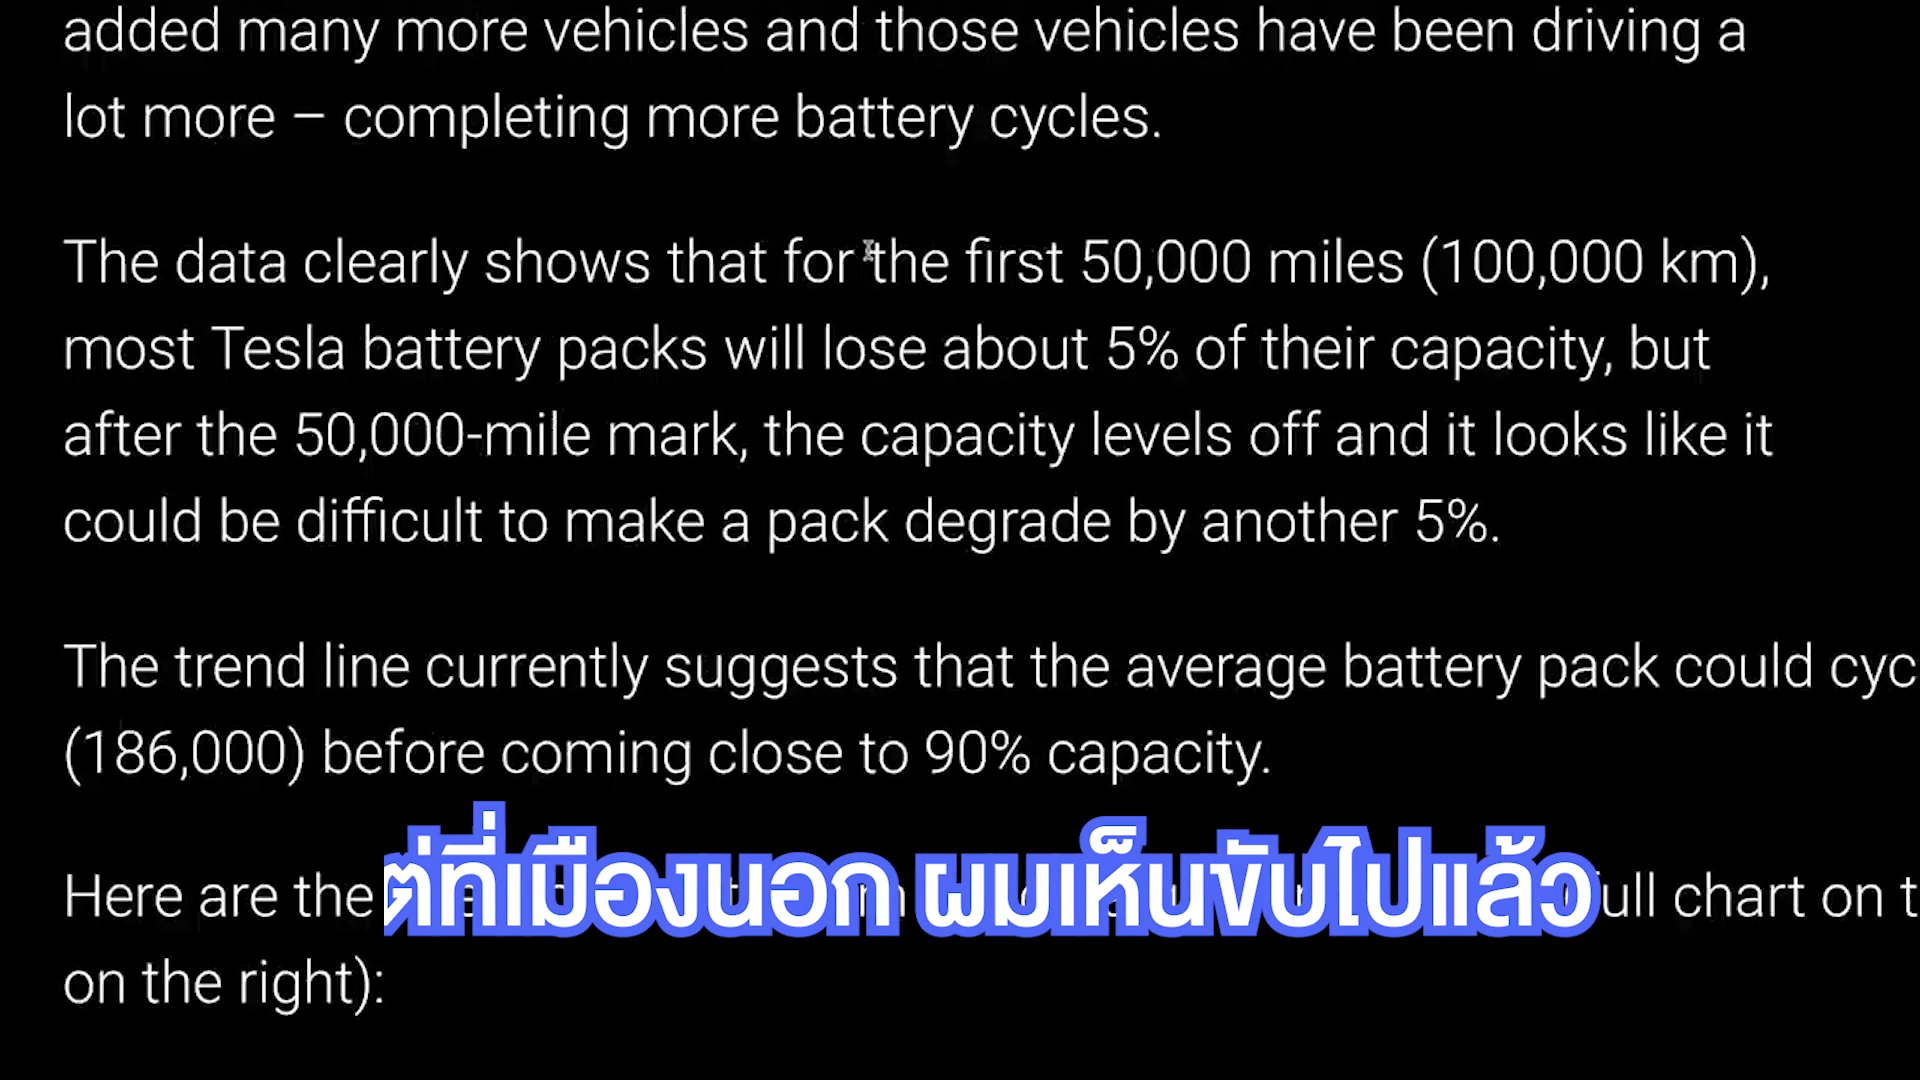 added many more vehicles and those vehicles have been driving a
lot more – completing more battery cycles.
The data clearly shows that for the first 50,000 miles (100,000 km),
most Tesla battery packs will lose about 5% of their capacity, but
after the 50,000-mile mark, the capacity levels off and it looks like it
could be difficult to make a pack degrade by another 5%.
The trend line currently suggests that the average battery pack could
(186,000) before coming close to 90% capacity.
Here are the chart on
ที่เมืองนอก ผมเห็นขับไปแล้ว
on the right):